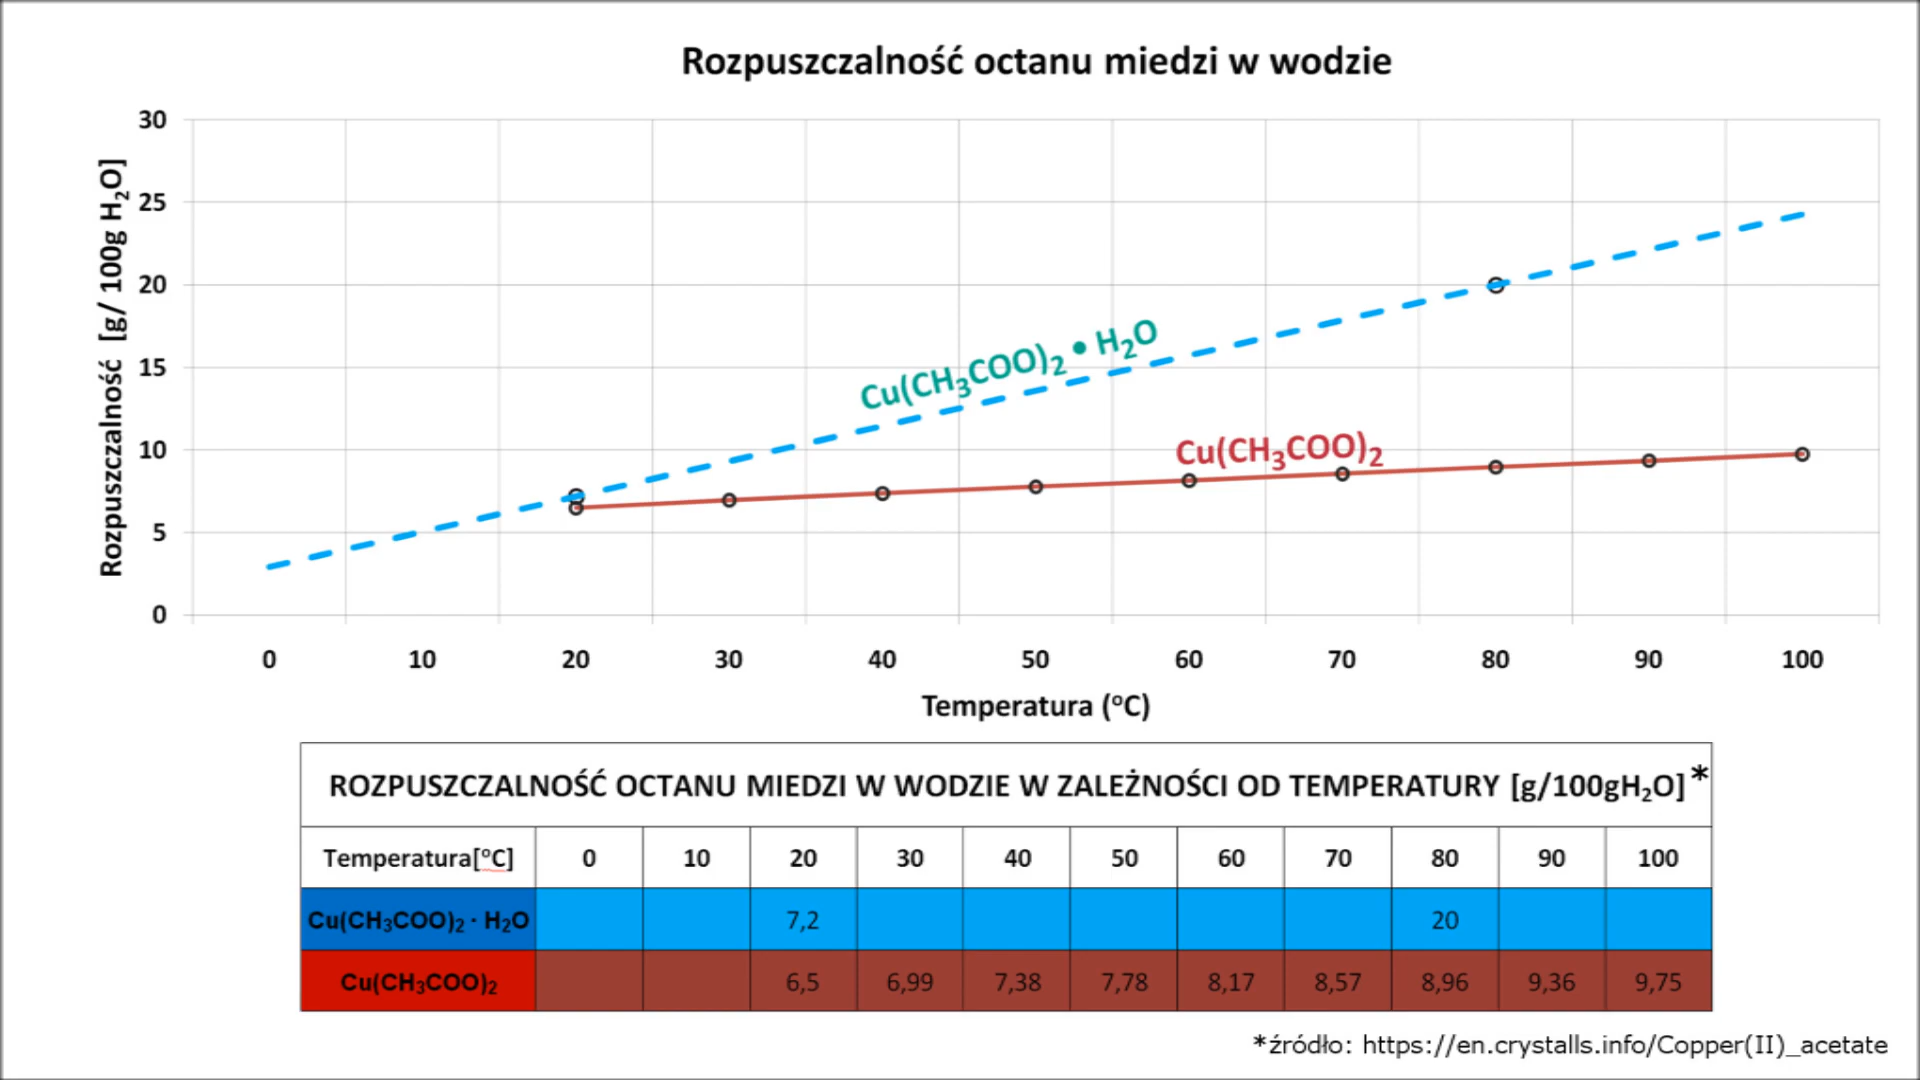 Rozpuszczalność octanu miedzi w wodzie
Rozpuszczalność [g/ 100g H₂O]
30
25
20
15
10
5
0
Cu(CH₃COO)₂ • H₂O
Cu(CH₃COO)₂
0 10 20 30 40 50 60 70 80 90 100
Temperatura (ºC)
ROZPUSZCZALNOŚĆ OCTANU MIEDZI W WODZIE W ZALEŻNOŚCI OD TEMPERATURY [g/100gH₂O]*
Temperatura[ºC] 0 10 20 30 40 50 60 70 80 90 100
Cu(CH₃COO)₂ · H₂O 7,2 20
Cu(CH₃COO)₂ 6,5 6,99 7,38 7,78 8,17 8,57 8,96 9,36 9,75
*źródło: https://en.crystalls.info/Copper(II)_acetate